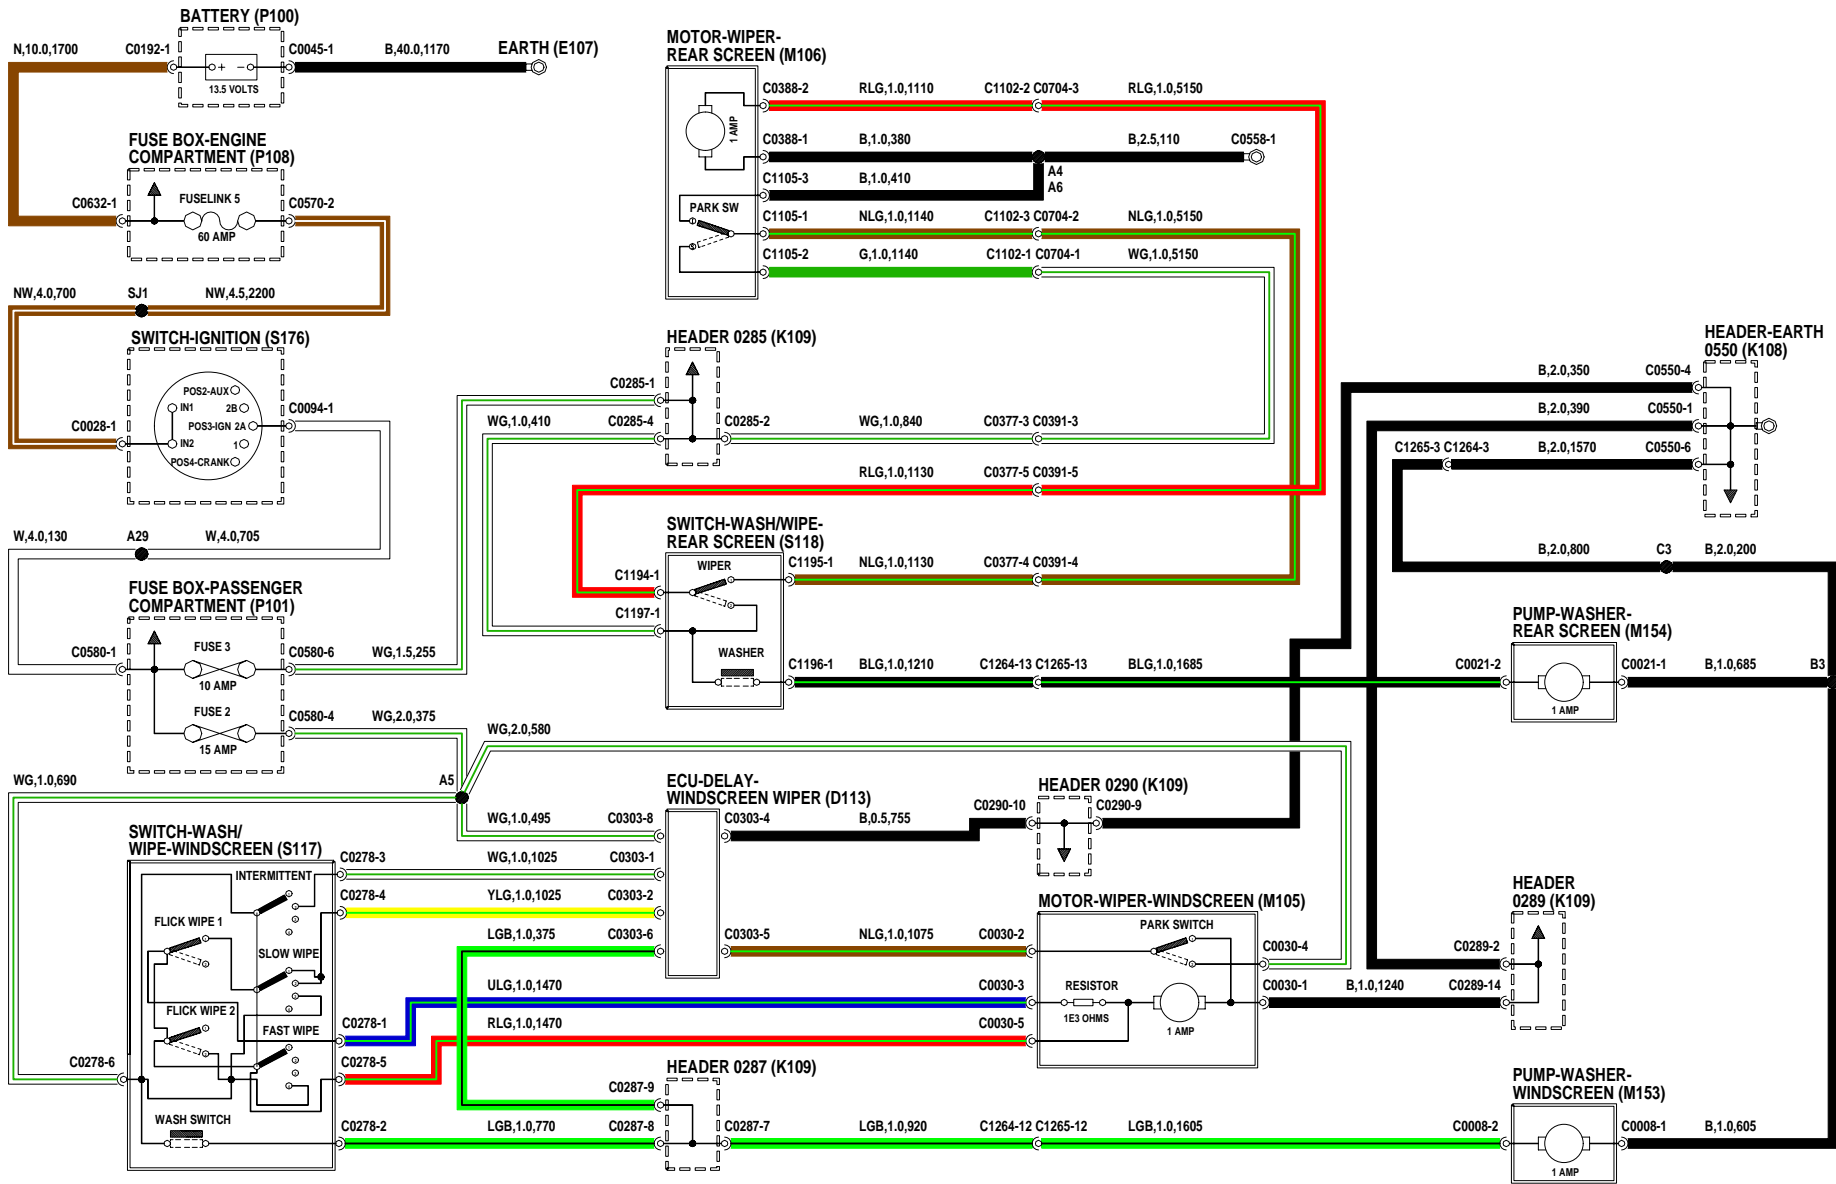 BATTERY (P100)
N,10.0,1700
C0192-1
C0045-1
B,40.0,1170
EARTH (E107)
+ -
13.5 VOLTS
FUSE BOX-ENGINE
COMPARTMENT (P108)
C0632-1
FUSELINK 5
60 AMP
C0570-2
NW,4.0,700
SJ1
NW,4.5,2200
SWITCH-IGNITION (S176)
POS2-AUX
IN1
2B
POS3-IGN 2A
IN2
1
POS4-CRANK
C0028-1
C0094-1
W,4.0,130
A29
W,4.0,705
FUSE BOX-PASSENGER
COMPARTMENT (P101)
C0580-1
FUSE 3
10 AMP
C0580-6
WG,1.5,255
FUSE 2
15 AMP
C0580-4
WG,2.0,375
WG,2.0,580
WG,1.0,690
A5
SWITCH-WASH/
WIPE-WINDSCREEN (S117)
INTERMITTENT
FLICK WIPE 1
SLOW WIPE
FLICK WIPE 2
FAST WIPE
WASH SWITCH
C0278-6
C0278-3
C0278-4
C0278-1
C0278-5
C0278-2
MOTOR-WIPER-
REAR SCREEN (M106)
1 AMP
PARK SW
C0388-2
RLG,1.0,1110
C1102-2 C0704-3
RLG,1.0,5150
C0388-1
B,1.0,380
B,2.5,110
C0558-1
A4
A6
C1105-3
B,1.0,410
C1105-1
NLG,1.0,1140
C1102-3 C0704-2
NLG,1.0,5150
C1105-2
G,1.0,1140
C1102-1 C0704-1
WG,1.0,5150
HEADER 0285 (K109)
C0285-1
WG,1.0,410
C0285-4
C0285-2
WG,1.0,840
C0377-3 C0391-3
RLG,1.0,1130
C0377-5 C0391-5
SWITCH-WASH/WIPE-
REAR SCREEN (S118)
WIPER
C1194-1
C1197-1
WASHER
C1195-1
NLG,1.0,1130
C0377-4 C0391-4
C1196-1
BLG,1.0,1210
C1264-13 C1265-13
BLG,1.0,1685
ECU-DELAY-
WINDSCREEN WIPER (D113)
WG,1.0,495
C0303-8
C0303-4
B,0.5,755
WG,1.0,1025
C0303-1
YLG,1.0,1025
C0303-2
LGB,1.0,375
C0303-6
C0303-5
NLG,1.0,1075
C0030-2
HEADER 0290 (K109)
C0290-10
C0290-9
MOTOR-WIPER-WINDSCREEN (M105)
PARK SWITCH
C0030-4
ULG,1.0,1470
C0030-3
RESISTOR
1E3 OHMS
1 AMP
C0030-1
B,1.0,1240
C0289-14
RLG,1.0,1470
C0030-5
HEADER 0287 (K109)
C0287-9
LGB,1.0,770
C0287-8
C0287-7
LGB,1.0,920
C1264-12 C1265-12
LGB,1.0,1605
HEADER-EARTH
0550 (K108)
B,2.0,350
C0550-4
B,2.0,390
C0550-1
C1265-3 C1264-3
B,2.0,1570
C0550-6
B,2.0,800
C3
B,2.0,200
PUMP-WASHER-
REAR SCREEN (M154)
C0021-2
1 AMP
C0021-1
B,1.0,685
B3
HEADER
0289 (K109)
C0289-2
PUMP-WASHER-
WINDSCREEN (M153)
C0008-2
1 AMP
C0008-1
B,1.0,605